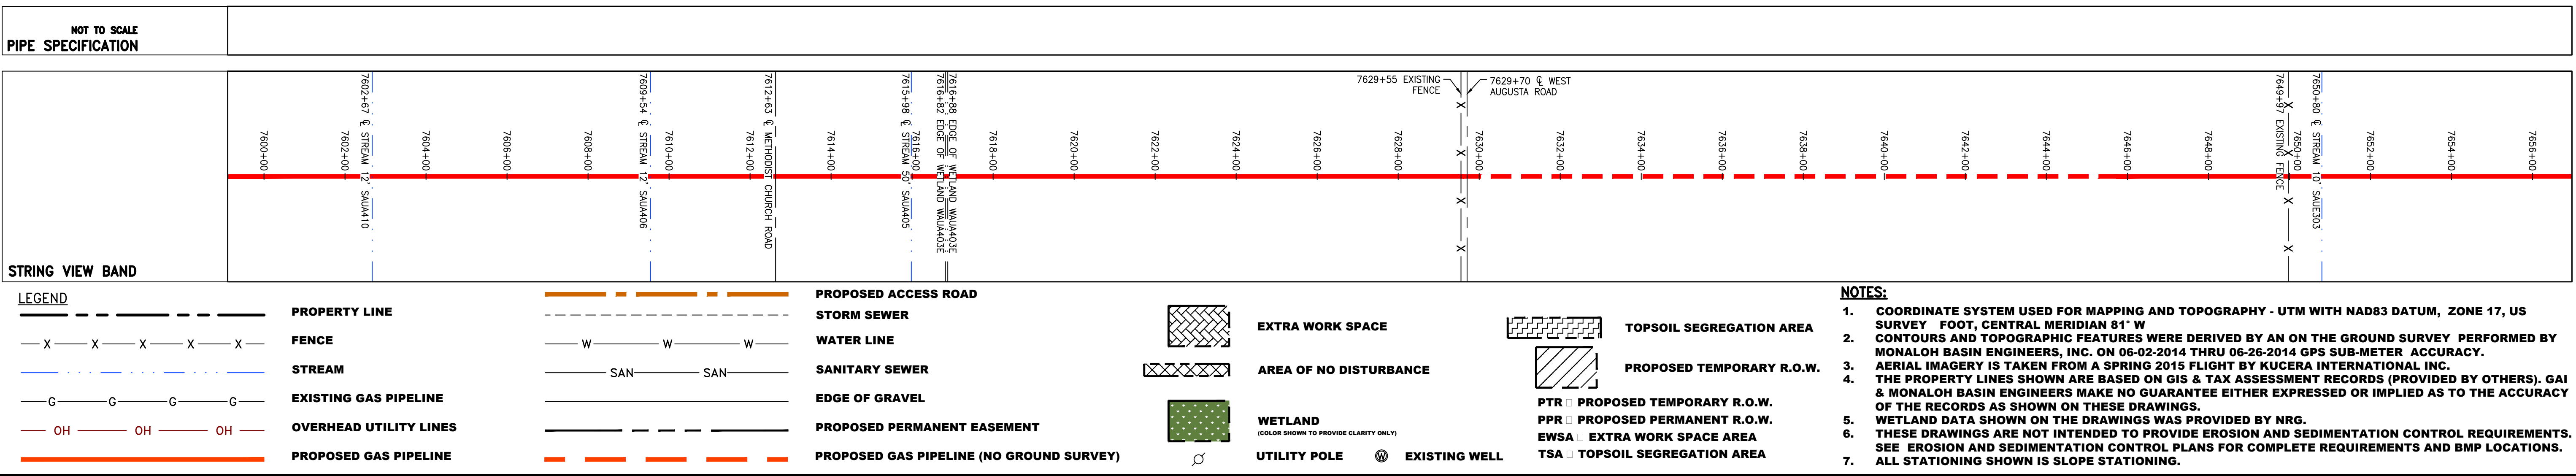 NOT TO SCALE
PIPE SPECIFICATION
7602+67 ℄ STREAM 12' SAUA410
7609+54 ℄ STREAM 12' SAUA406
7612+63 ℄ METHODIST CHURCH ROAD
7615+98 ℄ STREAM 50' SAUA405
7616+82 EDGE OF WETLAND WAUA403E
7616+88 EDGE OF WETLAND WAUA403E
7629+55 EXISTING
FENCE
7629+70 ℄ WEST
AUGUSTA ROAD
7649+97 EXISTING FENCE
7650+80 ℄ STREAM 10' SAUE303
7600+00
7602+00
7604+00
7606+00
7608+00
7610+00
7612+00
7614+00
7616+00
7618+00
7620+00
7622+00
7624+00
7626+00
7628+00
7630+00
7632+00
7634+00
7636+00
7638+00
7640+00
7642+00
7644+00
7646+00
7648+00
7650+00
7652+00
7654+00
7656+00
STRING VIEW BAND
LEGEND
PROPERTY LINE
X X X X X
FENCE
STREAM
G G G G
EXISTING GAS PIPELINE
OH OH OH
OVERHEAD UTILITY LINES
PROPOSED GAS PIPELINE
PROPOSED ACCESS ROAD
STORM SEWER
W W W
WATER LINE
SAN SAN
SANITARY SEWER
EDGE OF GRAVEL
PROPOSED PERMANENT EASEMENT
PROPOSED GAS PIPELINE (NO GROUND SURVEY)
EXTRA WORK SPACE
AREA OF NO DISTURBANCE
WETLAND
(COLOR SHOWN TO PROVIDE CLARITY ONLY)
UTILITY POLE
W EXISTING WELL
TOPSOIL SEGREGATION AREA
PROPOSED TEMPORARY R.O.W.
PTR □ PROPOSED TEMPORARY R.O.W.
PPR □ PROPOSED PERMANENT R.O.W.
EWSA □ EXTRA WORK SPACE AREA
TSA □ TOPSOIL SEGREGATION AREA
NOTES:
1. COORDINATE SYSTEM USED FOR MAPPING AND TOPOGRAPHY - UTM WITH NAD83 DATUM, ZONE 17, US
SURVEY FOOT, CENTRAL MERIDIAN 81° W
2. CONTOURS AND TOPOGRAPHIC FEATURES WERE DERIVED BY AN ON THE GROUND SURVEY PERFORMED BY
MONALOH BASIN ENGINEERS, INC. ON 06-02-2014 THRU 06-26-2014 GPS SUB-METER ACCURACY.
3. AERIAL IMAGERY IS TAKEN FROM A SPRING 2015 FLIGHT BY KUCERA INTERNATIONAL INC.
4. THE PROPERTY LINES SHOWN ARE BASED ON GIS & TAX ASSESSMENT RECORDS (PROVIDED BY OTHERS). GAI
& MONALOH BASIN ENGINEERS MAKE NO GUARANTEE EITHER EXPRESSED OR IMPLIED AS TO THE ACCURACY
OF THE RECORDS AS SHOWN ON THESE DRAWINGS.
5. WETLAND DATA SHOWN ON THE DRAWINGS WAS PROVIDED BY NRG.
6. THESE DRAWINGS ARE NOT INTENDED TO PROVIDE EROSION AND SEDIMENTATION CONTROL REQUIREMENTS.
SEE EROSION AND SEDIMENTATION CONTROL PLANS FOR COMPLETE REQUIREMENTS AND BMP LOCATIONS.
7. ALL STATIONING SHOWN IS SLOPE STATIONING.